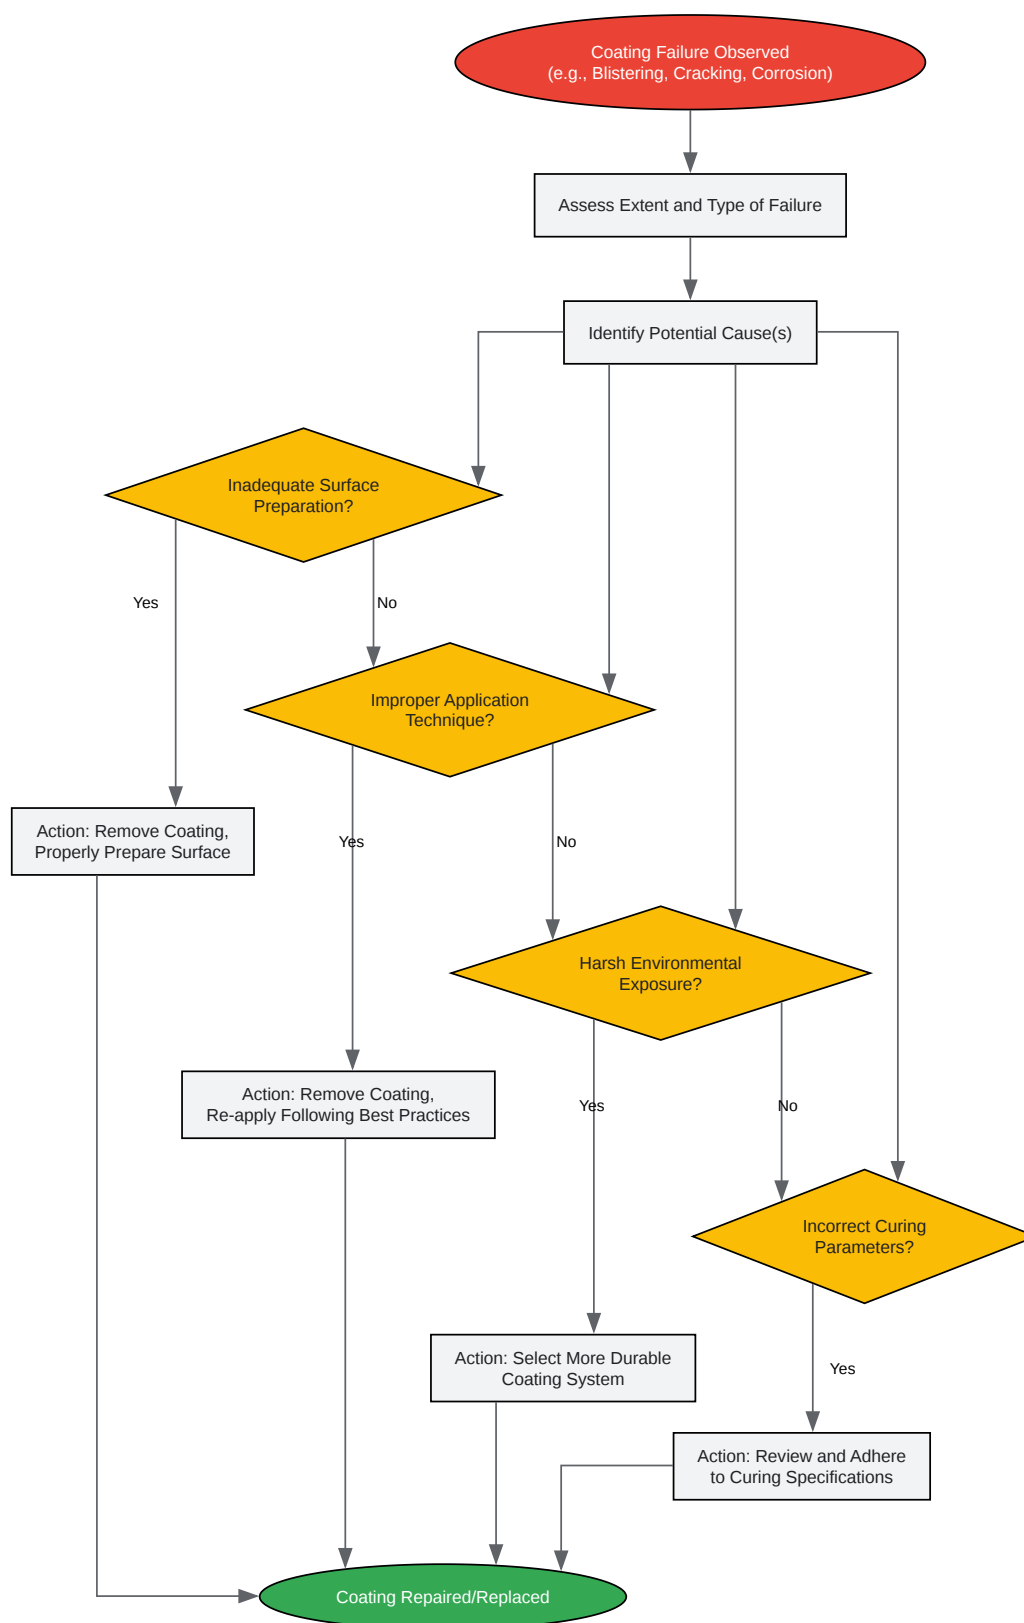 Coating Failure Observed
(e.g., Blistering, Cracking, Corrosion)
Assess Extent and Type of Failure
Identify Potential Cause(s)
Inadequate Surface
Preparation?
Yes
No
Improper Application
Technique?
Action: Remove Coating,
Properly Prepare Surface
Yes
No
Harsh Environmental
Exposure?
Action: Remove Coating,
Re-apply Following Best Practices
Yes
No
Incorrect Curing
Parameters?
Action: Select More Durable
Coating System
Yes
Action: Review and Adhere
to Curing Specifications
Coating Repaired/Replaced